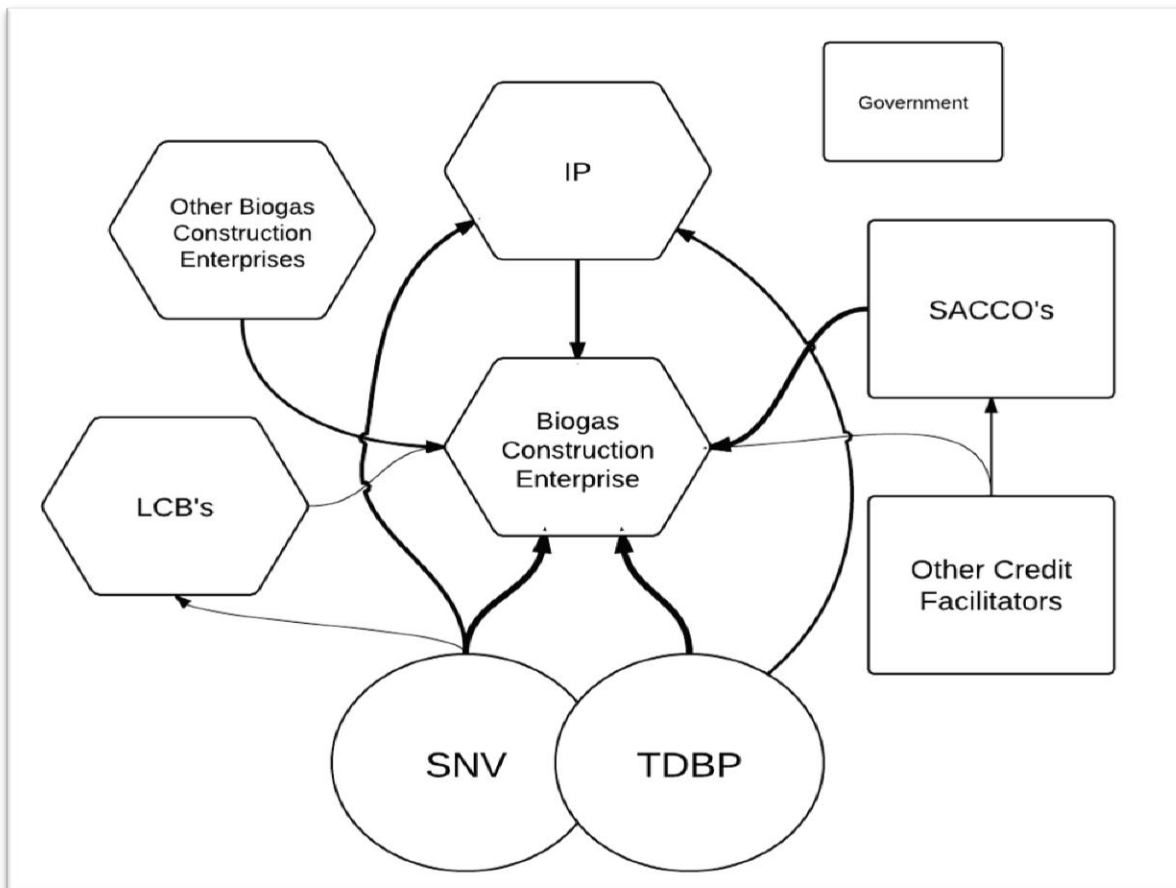 Government
IP
Other Biogas
Construction
Enterprises
SACCO's
Biogas
Construction
Enterprise
LCB's
Other Credit
Facilitators
SNV
TDBP